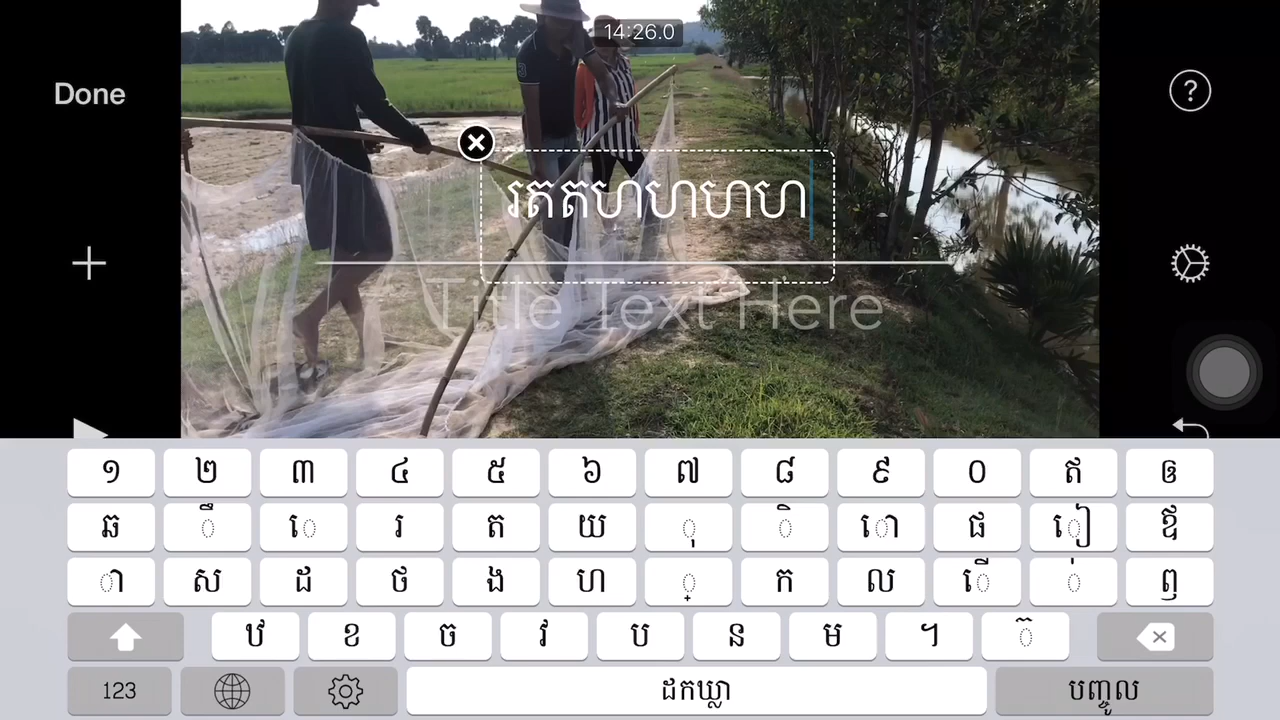 14:26.0
Done
?
រតតហហហហ
Title Text Here
១ ២ ៣ ៤ ៥ ៦ ៧ ៨ ៩ ០ ឥ ឲ
ឆ ឹ េ រ ត យ ុ ិ ោ ផ ៀ ឪ
ា ស ដ ថ ង ហ ្ ក ល ើ ់ ឭ
ឋ ខ ច វ ប ន ម ។ ៊
123 ដកឃ្លា បញ្ចូល